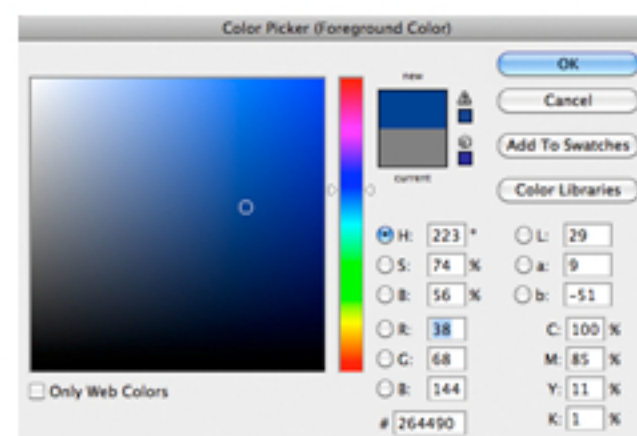 Color Picker (Foreground Color)
new
current
OK
Cancel
Add To Swatches
Color Libraries
H: 223 °
S: 74 %
B: 56 %
R: 38
G: 68
B: 144
# 264490
L: 29
a: 9
b: -51
C: 100 %
M: 85 %
Y: 11 %
K: 1 %
Only Web Colors